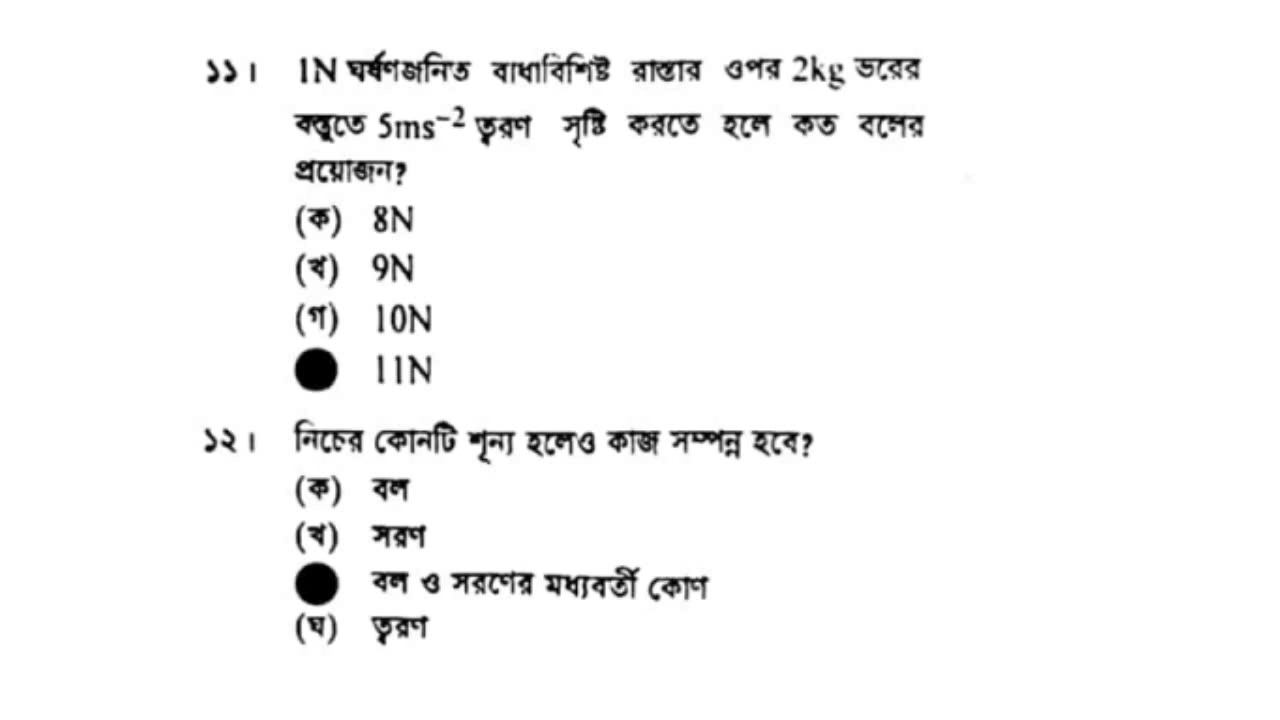 ১১। 1N ঘর্ষণজনিত বাধাবিশিষ্ট রাস্তার ওপর 2kg ভরের
বস্তুতে 5ms⁻² ত্বরণ সৃষ্টি করতে হলে কত বলের
প্রয়োজন?
(ক) 8N
(খ) 9N
(গ) 10N
11N
১২। নিচের কোনটি শূন্য হলেও কাজ সম্পন্ন হবে?
(ক) বল
(খ) সরণ
বল ও সরণের মধ্যবর্তী কোণ
(ঘ) ত্বরণ